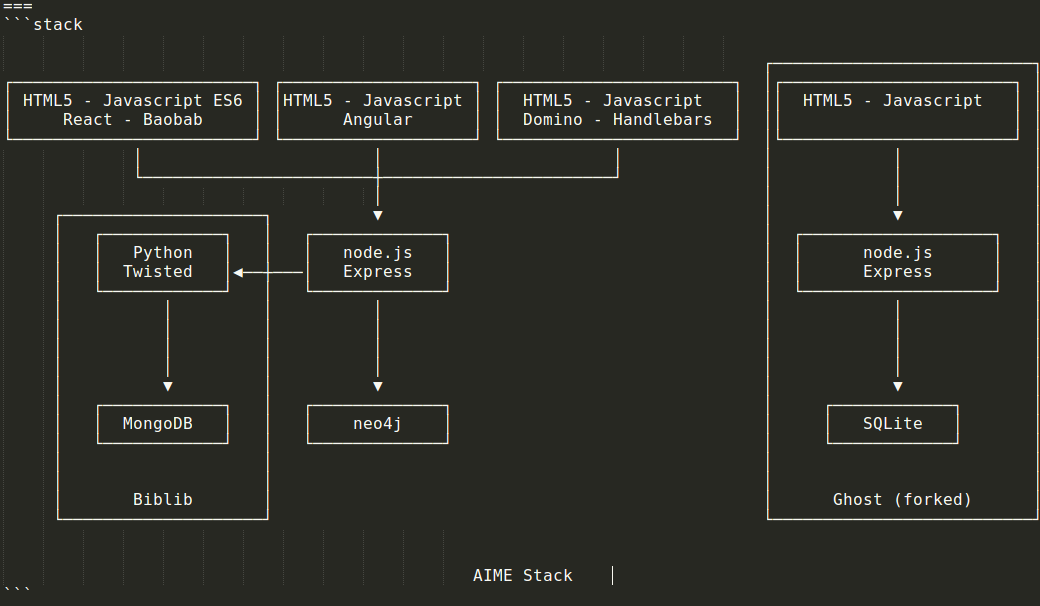 ===
```stack
HTML5 - Javascript ES6
React - Baobab
HTML5 - Javascript
Angular
HTML5 - Javascript
Domino - Handlebars
HTML5 - Javascript
Python
Twisted
node.js
Express
node.js
Express
MongoDB
neo4j
SQLite
Biblib
Ghost (forked)
AIME Stack
```